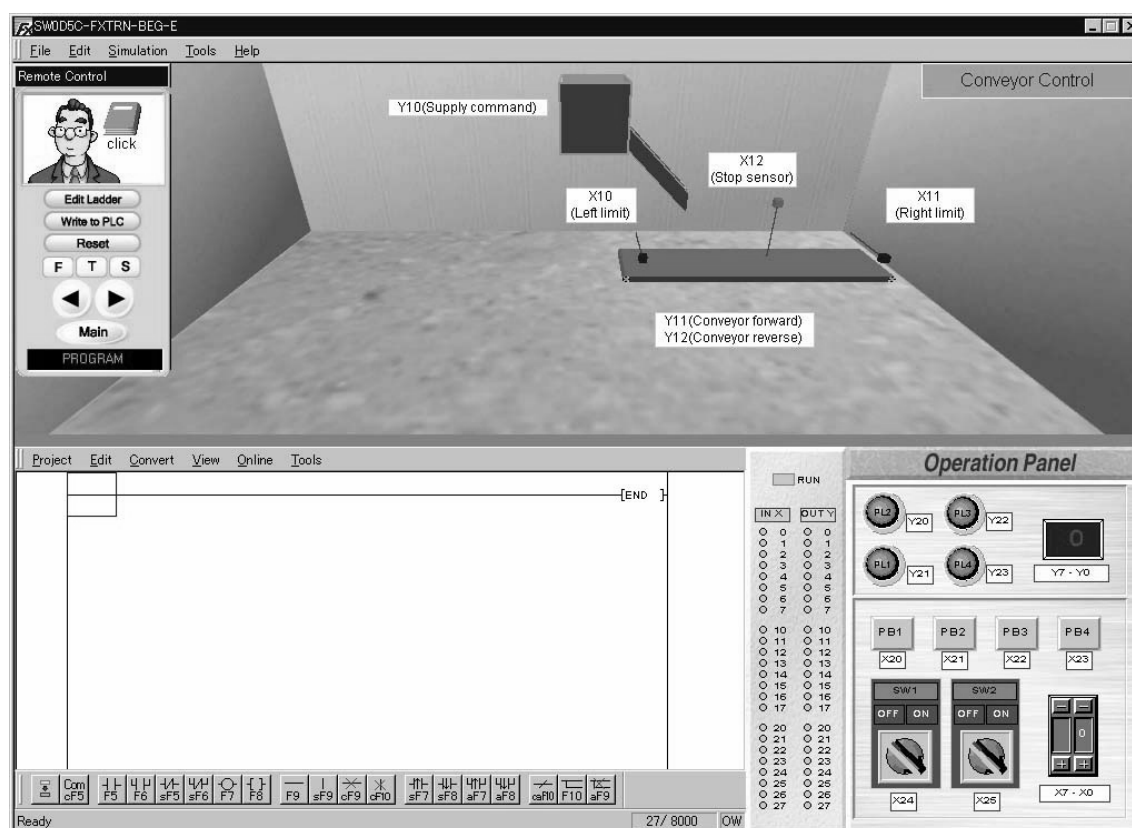 SW0D5C-FXTRN-BEG-E
File Edit Simulation Tools Help
Remote Control
click
Edit Ladder
Write to PLC
Reset
F T S
Main
PROGRAM
Conveyor Control
Y10(Supply command)
X12
(Stop sensor)
X10
(Left limit)
X11
(Right limit)
Y11(Conveyor forward)
Y12(Conveyor reverse)
Project Edit Convert View Online Tools
[END ]
RUN
IN X OUT Y
0 0
1 1
2 2
3 3
4 4
5 5
6 6
7 7
10 10
11 11
12 12
13 13
14 14
15 15
16 16
17 17
20 20
21 21
22 22
23 23
24 24
25 25
26 26
27 27
Operation Panel
PL2 Y20 PL3 Y22
0
PL1 Y21 PL4 Y23
Y7 - Y0
PB1 PB2 PB3 PB4
X20 X21 X22 X23
SW1 SW2
OFF ON OFF ON
0
X24 X25
X7 - X0
Com
cF5 F5 F6 sF5 sF6 F7 F8 F9 sF9 cF9 cF10 sF7 sF8 aF7 aF8 caF10 F10 aF9
Ready 27/ 8000 OW